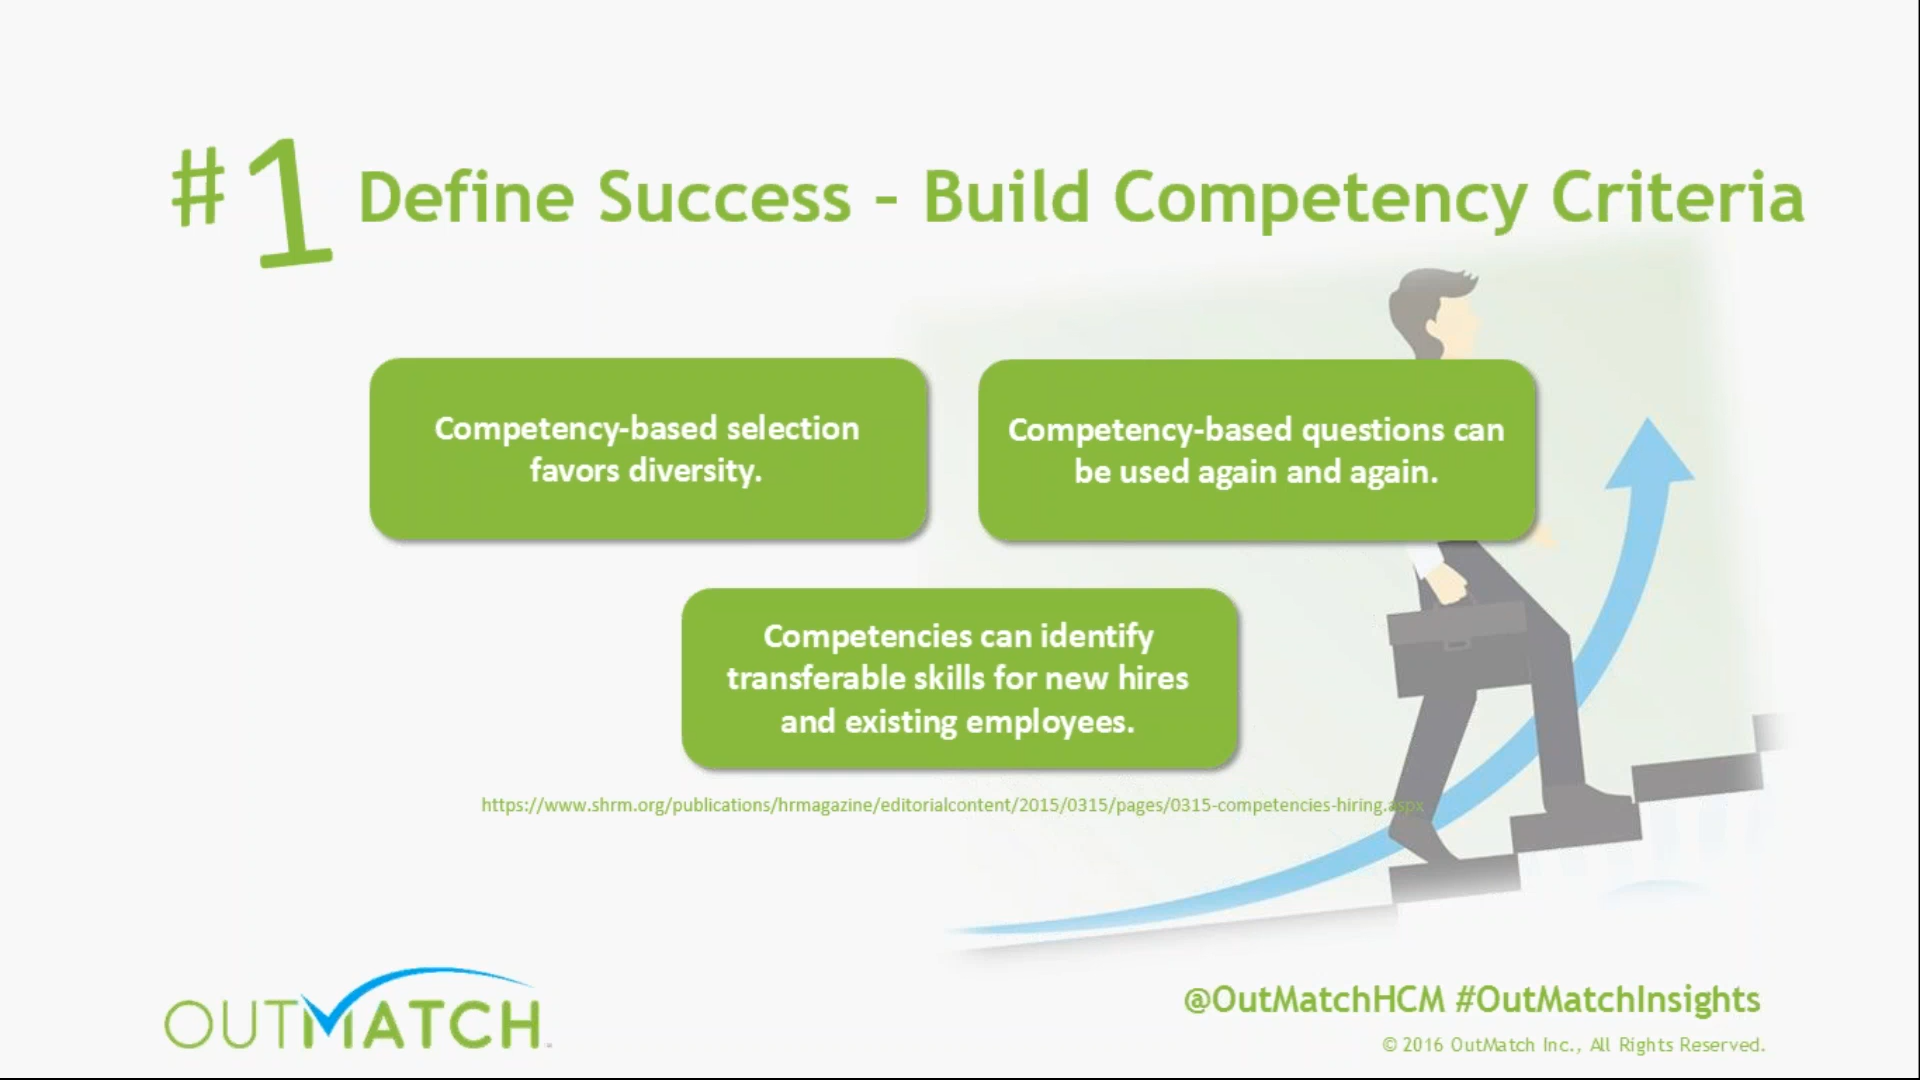 #1 Define Success - Build Competency Criteria
Competency-based selection
favors diversity.
Competency-based questions can
be used again and again.
Competencies can identify
transferable skills for new hires
and existing employees.
https://www.shrm.org/publications/hrmagazine/editorialcontent/2015/0315/pages/0315-competencies-hiring.aspx
OUTMATCH
@OutMatchHCM #OutMatchInsights
© 2016 OutMatch Inc., All Rights Reserved.